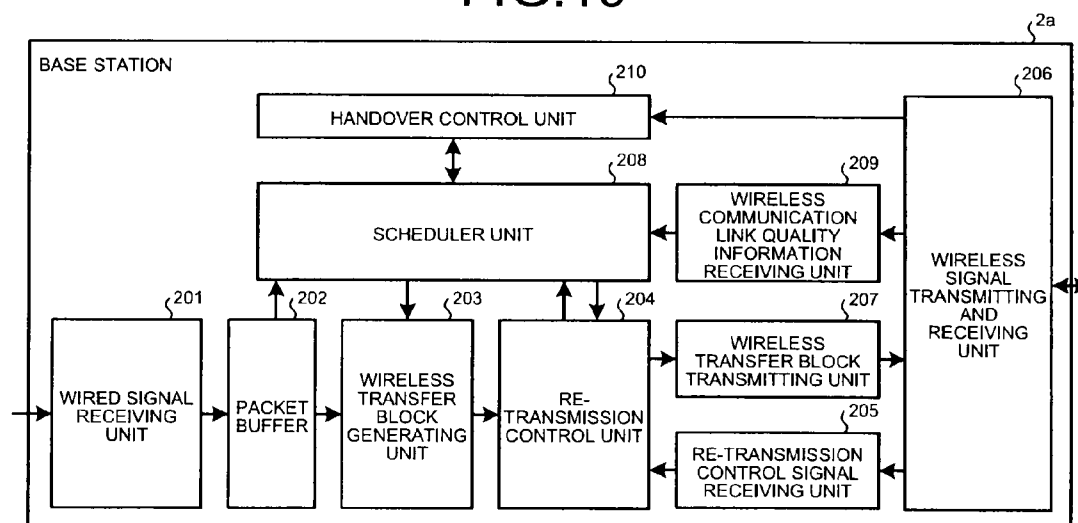 2a
BASE STATION
210
206
HANDOVER CONTROL UNIT
208
209
SCHEDULER UNIT
WIRELESS
COMMUNICATION
LINK QUALITY
INFORMATION
RECEIVING UNIT
WIRELESS
SIGNAL
TRANSMITTING
AND
RECEIVING
UNIT
201
202
203
204
207
WIRED SIGNAL
RECEIVING
UNIT
PACKET
BUFFER
WIRELESS
TRANSFER
BLOCK
GENERATING
UNIT
RE-
TRANSMISSION
CONTROL UNIT
WIRELESS
TRANSFER BLOCK
TRANSMITTING UNIT
205
RE-TRANSMISSION
CONTROL SIGNAL
RECEIVING UNIT